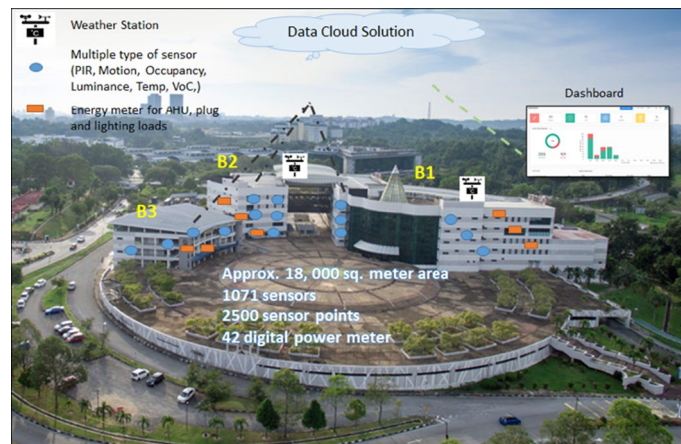 Weather Station
Data Cloud Solution
Multiple type of sensor
(PIR, Motion, Occupancy,
Luminance, Temp, VoC,)
Energy meter for AHU, plug
and lighting loads
Dashboard
°C
B2
B1
B3
Approx. 18, 000 sq. meter area
1071 sensors
2500 sensor points
42 digital power meter